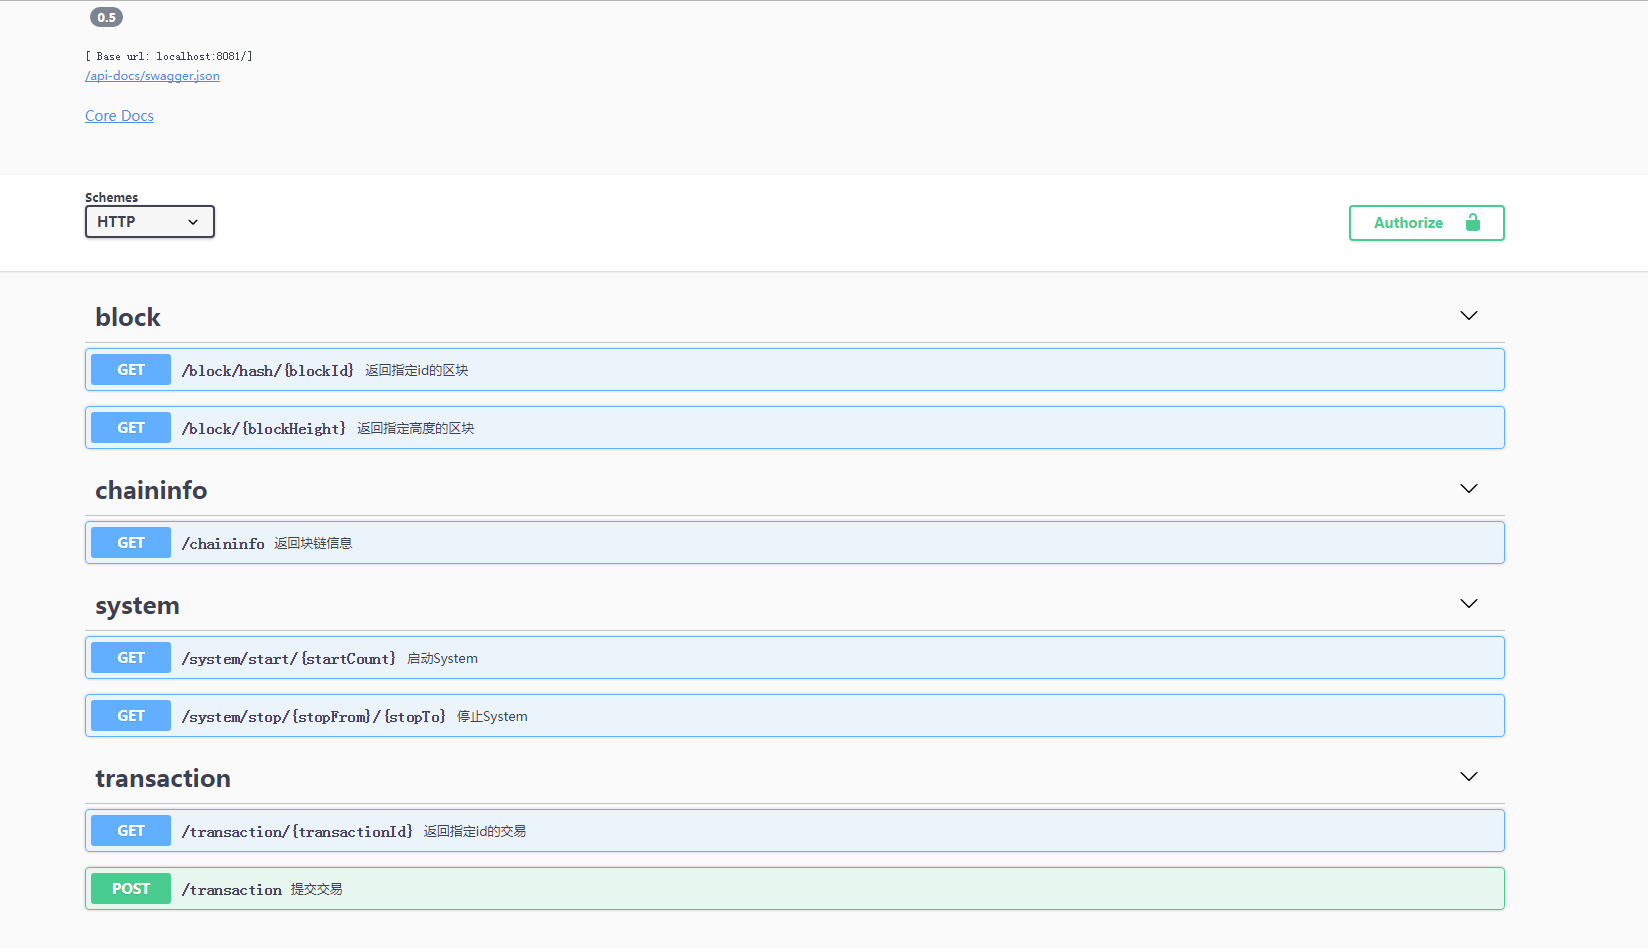 0.5
[ Base url: localhost:8081/]
/api-docs/swagger.json
Core Docs
Schemes
HTTP
Authorize
block
GET /block/hash/{blockId} 返回指定id的区块
GET /block/{blockHeight} 返回指定高度的区块
chaininfo
GET /chaininfo 返回块链信息
system
GET /system/start/{startCount} 启动System
GET /system/stop/{stopFrom}/{stopTo} 停止System
transaction
GET /transaction/{transactionId} 返回指定id的交易
POST /transaction 提交交易